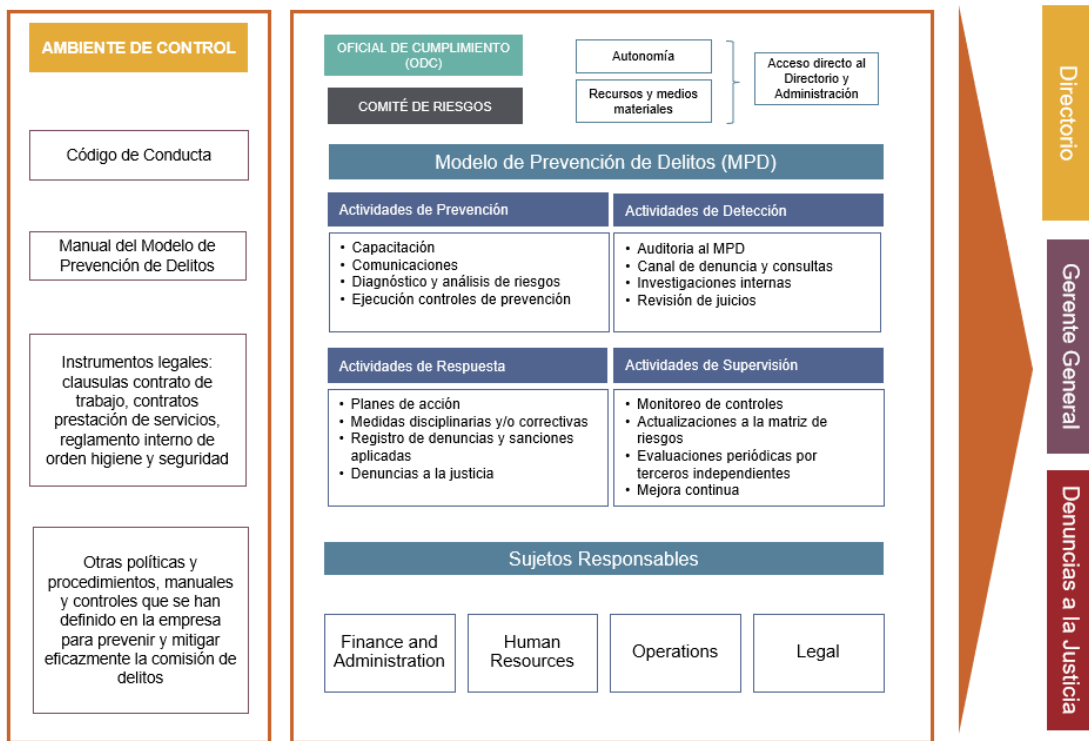 AMBIENTE DE CONTROL
Código de Conducta
Manual del Modelo de
Prevención de Delitos
Instrumentos legales:
clausulas contrato de
trabajo, contratos
prestación de servicios,
reglamento interno de
orden higiene y seguridad
Otras políticas y
procedimientos, manuales
y controles que se han
definido en la empresa
para prevenir y mitigar
eficazmente la comisión de
delitos
OFICIAL DE CUMPLIMIENTO
(ODC)
COMITÉ DE RIESGOS
Autonomía
Recursos y medios
materiales
Acceso directo al
Directorio y
Administración
Modelo de Prevención de Delitos (MPD)
Actividades de Prevención
• Capacitación
• Comunicaciones
• Diagnóstico y análisis de riesgos
• Ejecución controles de prevención
Actividades de Detección
• Auditoria al MPD
• Canal de denuncia y consultas
• Investigaciones internas
• Revisión de juicios
Actividades de Respuesta
• Planes de acción
• Medidas disciplinarias y/o correctivas
• Registro de denuncias y sanciones
aplicadas
• Denuncias a la justicia
Actividades de Supervisión
• Monitoreo de controles
• Actualizaciones a la matriz de
riesgos
• Evaluaciones periódicas por
terceros independientes
• Mejora continua
Sujetos Responsables
Finance and
Administration
Human
Resources
Operations
Legal
Directorio
Gerente General
Denuncias a la Justicia